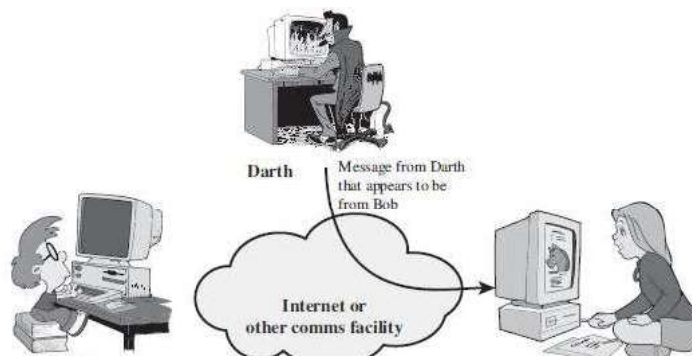 Darth
Message from Darth
that appears to be
from Bob
Internet or
other comms facility